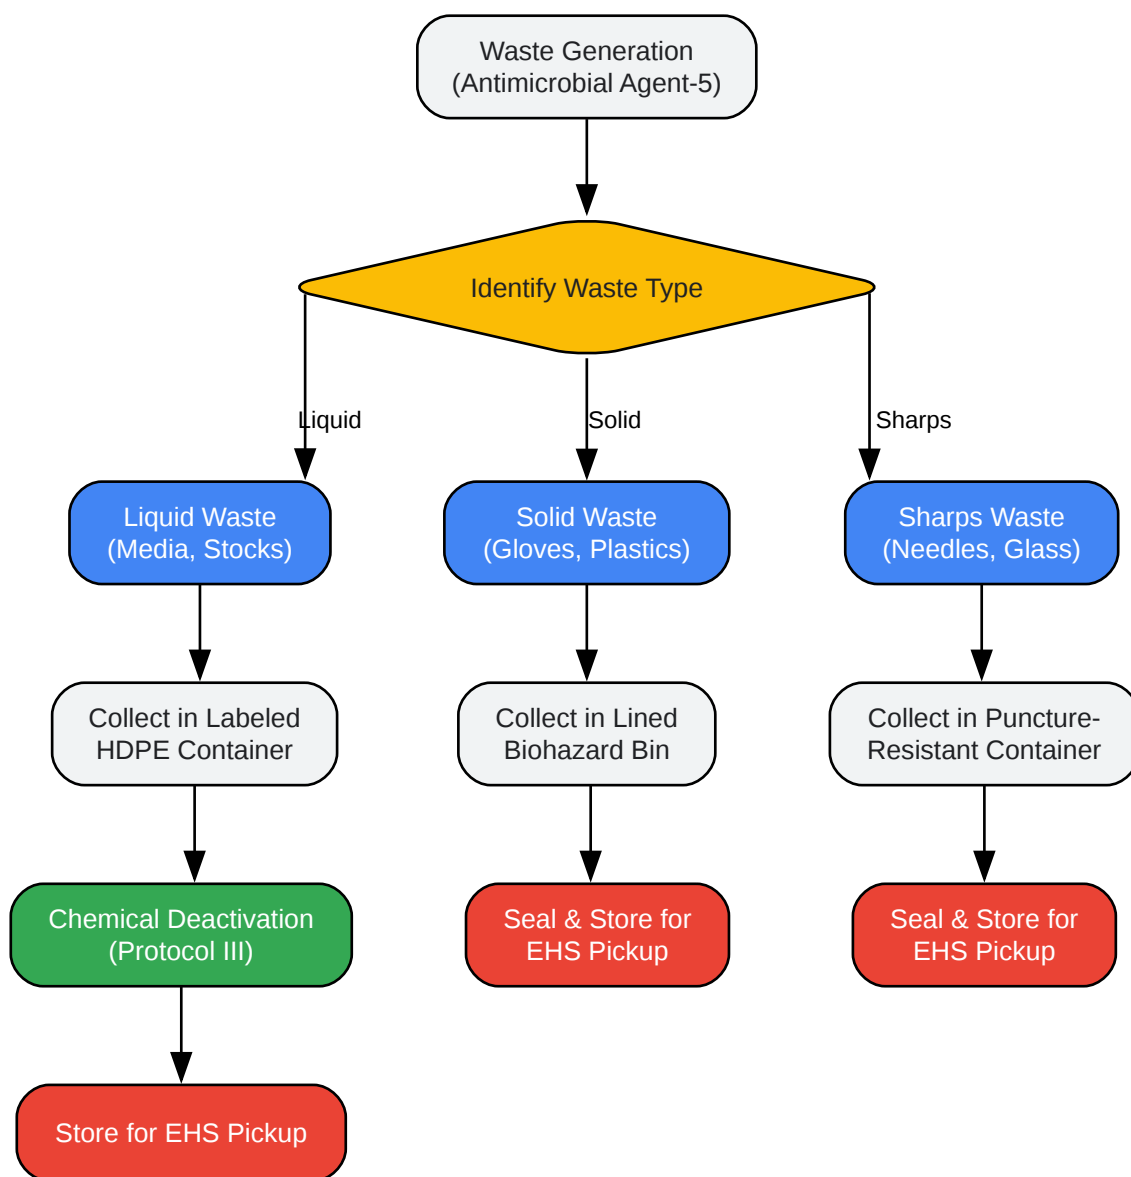 Waste Generation
(Antimicrobial Agent-5)
Identify Waste Type
Liquid
Solid
Sharps
Liquid Waste
(Media, Stocks)
Solid Waste
(Gloves, Plastics)
Sharps Waste
(Needles, Glass)
Collect in Labeled
HDPE Container
Collect in Lined
Biohazard Bin
Collect in Puncture-
Resistant Container
Chemical Deactivation
(Protocol III)
Seal & Store for
EHS Pickup
Seal & Store for
EHS Pickup
Store for EHS Pickup